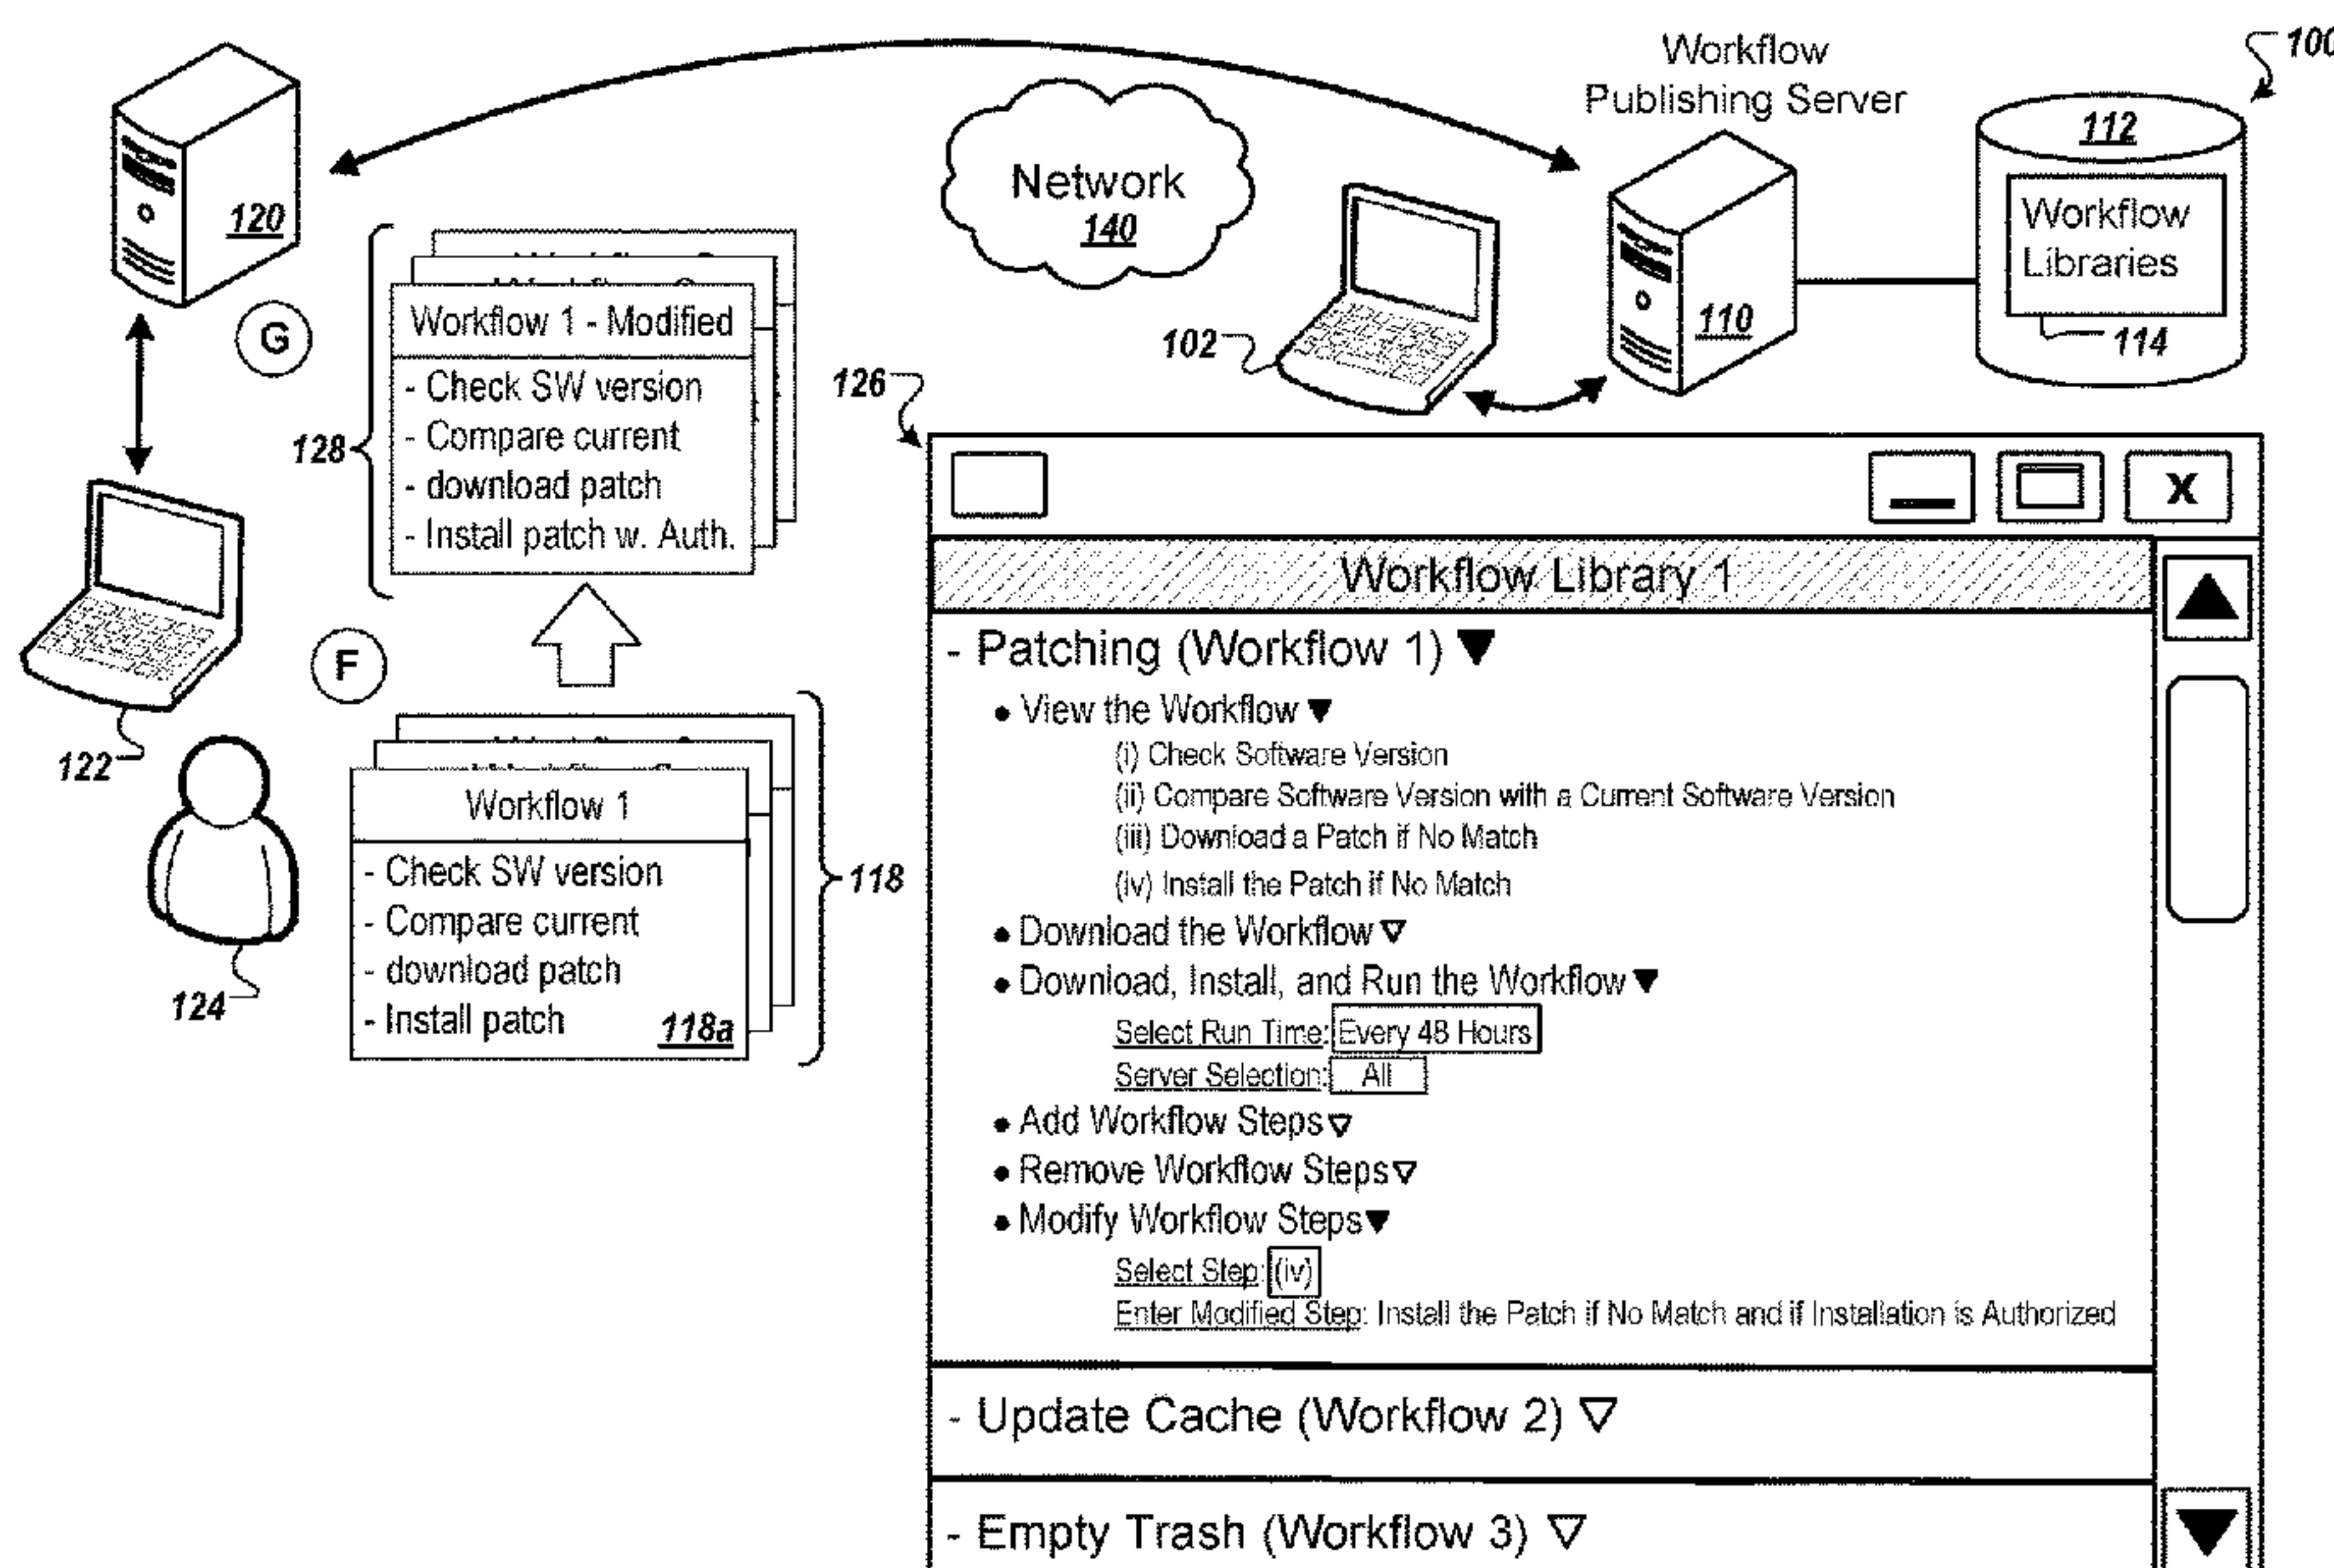 Workflow
Publishing Server
100
112
Workflow
Libraries
114
110
Network
140
102
120
G
128
Workflow 1 - Modified
- Check SW version
- Compare current
- download patch
- Install patch w. Auth.
F
122
124
Workflow 1
- Check SW version
- Compare current
- download patch
- Install patch
118a
118
126
X
Workflow Library 1
- Patching (Workflow 1) ▼
• View the Workflow ▼
(i) Check Software Version
(ii) Compare Software Version with a Current Software Version
(iii) Download a Patch if No Match
(iv) Install the Patch if No Match
• Download the Workflow ▽
• Download, Install, and Run the Workflow ▼
Select Run Time: Every 48 Hours
Server Selection: All
• Add Workflow Steps ▽
• Remove Workflow Steps ▽
• Modify Workflow Steps ▼
Select Step: (iv)
Enter Modified Step: Install the Patch if No Match and if Installation is Authorized
- Update Cache (Workflow 2) ▽
- Empty Trash (Workflow 3) ▽